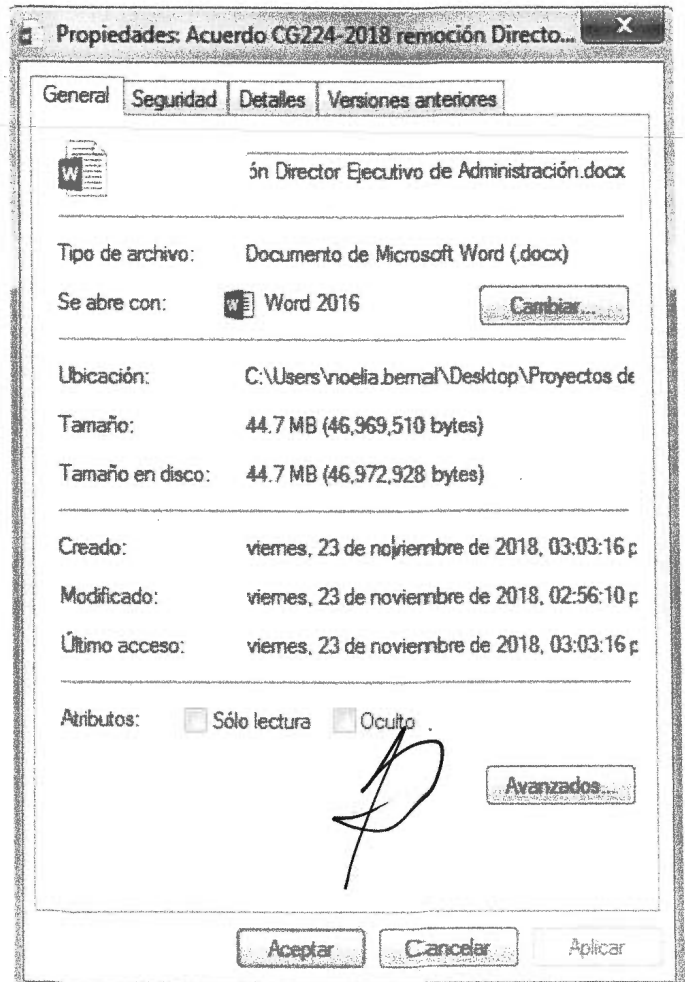 Propiedades: Acuerdo CG224-2018 remoción Directo...
General Seguridad Detalles Versiones anteriores
ón Director Ejecutivo de Administración.docx
Tipo de archivo: Documento de Microsoft Word (.docx)
Se abre con: Word 2016 Cambiar...
Ubicación: C:\Users\noelia.bernal\Desktop\Proyectos de
Tamaño: 44.7 MB (46,969,510 bytes)
Tamaño en disco: 44.7 MB (46,972,928 bytes)
Creado: viernes, 23 de noviembre de 2018, 03:03:16 p
Modificado: viernes, 23 de noviembre de 2018, 02:56:10 p
Último acceso: viernes, 23 de noviembre de 2018, 03:03:16 p
Atributos: Sólo lectura Oculto
Avanzados...
Aceptar Cancelar Aplicar